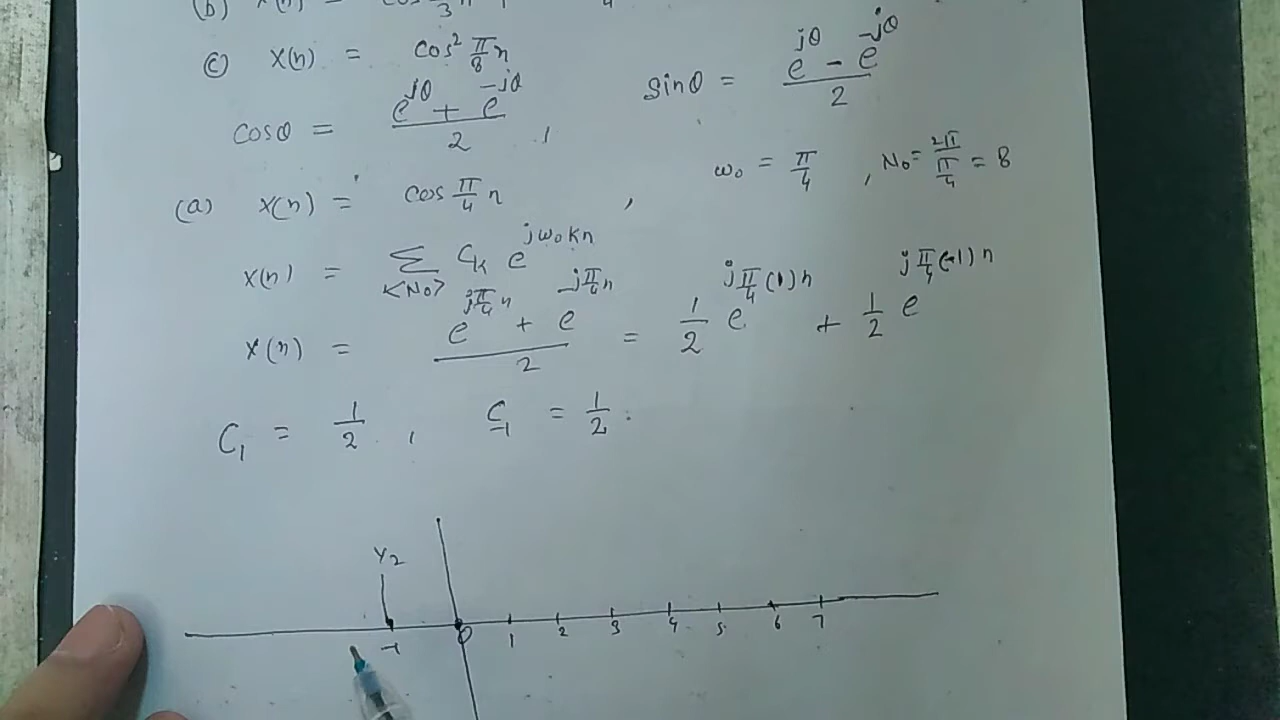 (b) x(n) =
(c) x(n) = cos² π/8 n
cosθ = (e^{jθ} + e^{-jθ})/2 , sinθ = (e^{jθ} - e^{-jθ})/2
(a) x(n) = cos π/4 n , ω₀ = π/4 , N₀ = 2π/(π/4) = 8
x(n) = Σ_{<N₀>} C_k e^{jω₀kn}
x(n) = (e^{jπ/4 n} + e^{-jπ/4 n})/2 = 1/2 e^{jπ/4 (1)n} + 1/2 e^{jπ/4 (-1)n}
C₁ = 1/2 , C₋₁ = 1/2 .
1/2
-1 0 1 2 3 4 5 6 7